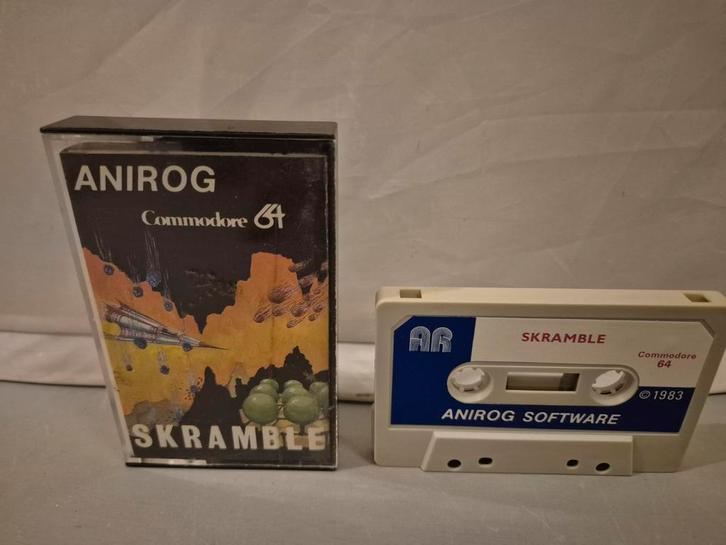 ANIROG
Commodore 64
SKRAMBLE
AR
SKRAMBLE
Commodore
64
© 1983
ANIROG SOFTWARE